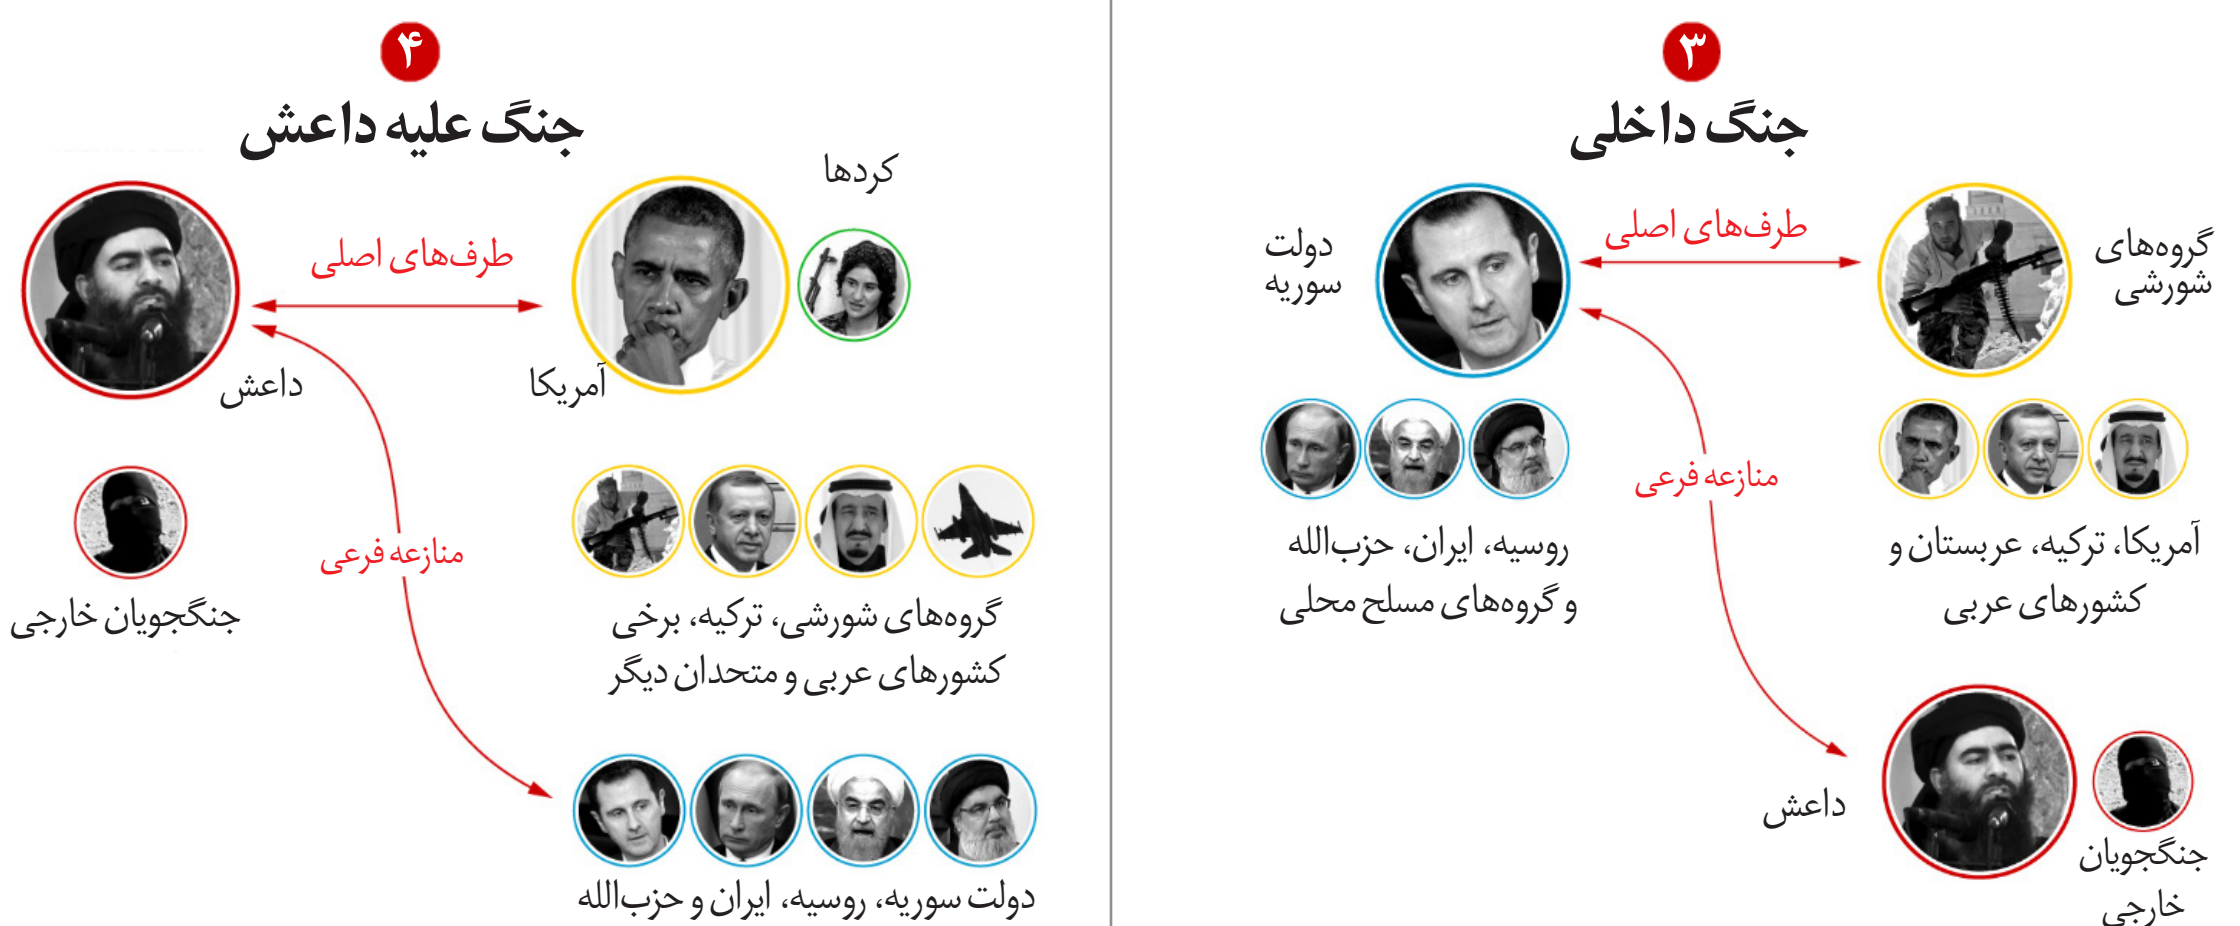 ۳
جنگ داخلی
گروه‌های
شورشی
طرف‌های اصلی
دولت
سوریه
منازعه فرعی
آمریکا، ترکیه، عربستان و
کشورهای عربی
روسیه، ایران، حزب‌الله
و گروه‌های مسلح محلی
داعش
جنگجویان
خارجی
۴
جنگ علیه داعش
کردها
طرف‌های اصلی
آمریکا
داعش
منازعه فرعی
گروه‌های شورشی، ترکیه، برخی
کشورهای عربی و متحدان دیگر
جنگجویان خارجی
دولت سوریه، روسیه، ایران و حزب‌الله